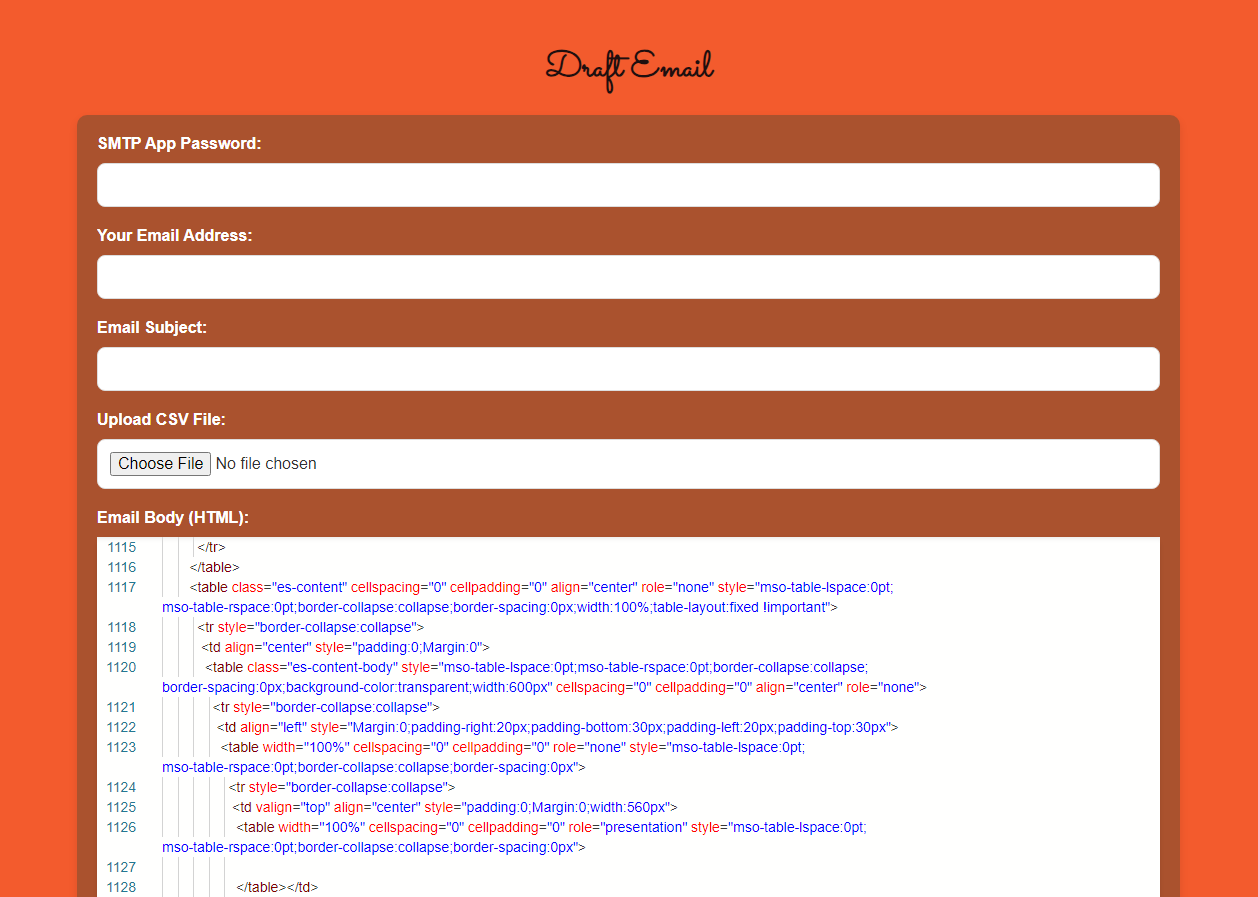 Draft Email
SMTP App Password:
Your Email Address:
Email Subject:
Upload CSV File:
Choose File No file chosen
Email Body (HTML):
1115 </tr>
1116 </table>
1117 <table class="es-content" cellspacing="0" cellpadding="0" align="center" role="none" style="mso-table-lspace:0pt;
mso-table-rspace:0pt;border-collapse:collapse;border-spacing:0px;width:100%;table-layout:fixed !important">
1118 <tr style="border-collapse:collapse">
1119 <td align="center" style="padding:0;Margin:0">
1120 <table class="es-content-body" style="mso-table-lspace:0pt;mso-table-rspace:0pt;border-collapse:collapse;
border-spacing:0px;background-color:transparent;width:600px" cellspacing="0" cellpadding="0" align="center" role="none">
1121 <tr style="border-collapse:collapse">
1122 <td align="left" style="Margin:0;padding-right:20px;padding-bottom:30px;padding-left:20px;padding-top:30px">
1123 <table width="100%" cellspacing="0" cellpadding="0" role="none" style="mso-table-lspace:0pt;
mso-table-rspace:0pt;border-collapse:collapse;border-spacing:0px">
1124 <tr style="border-collapse:collapse">
1125 <td valign="top" align="center" style="padding:0;Margin:0;width:560px">
1126 <table width="100%" cellspacing="0" cellpadding="0" role="presentation" style="mso-table-lspace:0pt;
mso-table-rspace:0pt;border-collapse:collapse;border-spacing:0px">
1127
1128 </table></td>